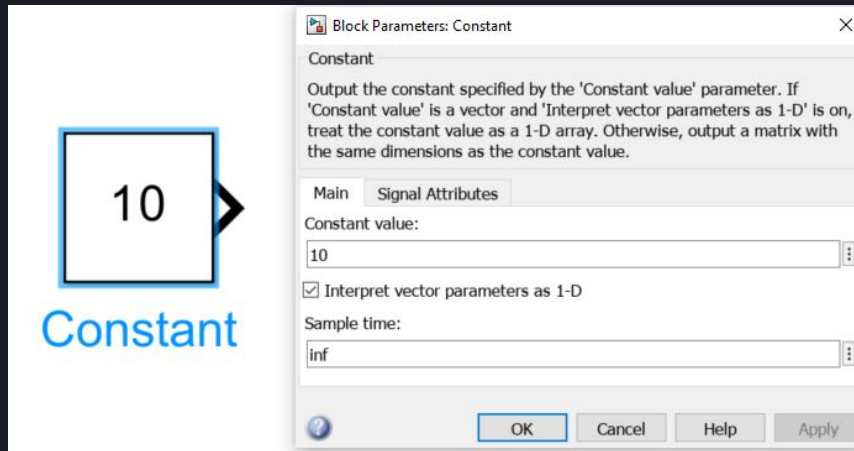 10
Constant
Block Parameters: Constant
Constant
Output the constant specified by the 'Constant value' parameter. If
'Constant value' is a vector and 'Interpret vector parameters as 1-D' is on,
treat the constant value as a 1-D array. Otherwise, output a matrix with
the same dimensions as the constant value.
Main Signal Attributes
Constant value:
10
Interpret vector parameters as 1-D
Sample time:
inf
OK Cancel Help Apply